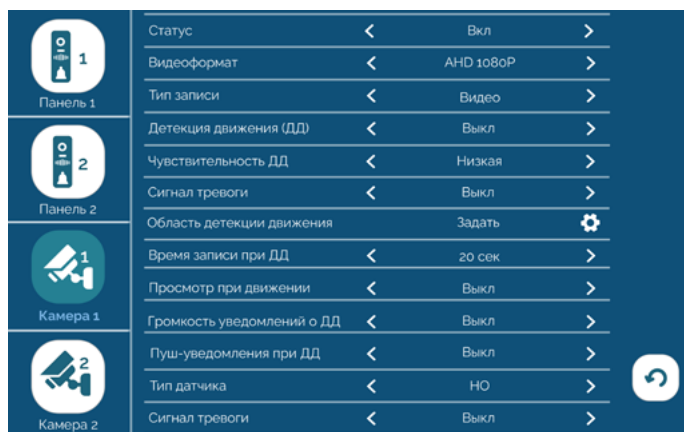 1
Панель 1
2
Панель 2
1
Камера 1
2
Камера 2
Статус Вкл
Видеоформат AHD 1080P
Тип записи Видео
Детекция движения (ДД) Выкл
Чувствительность ДД Низкая
Сигнал тревоги Выкл
Область детекции движения Задать
Время записи при ДД 20 сек
Просмотр при движении Выкл
Громкость уведомлений о ДД Выкл
Пуш-уведомления при ДД Выкл
Тип датчика НО
Сигнал тревоги Выкл